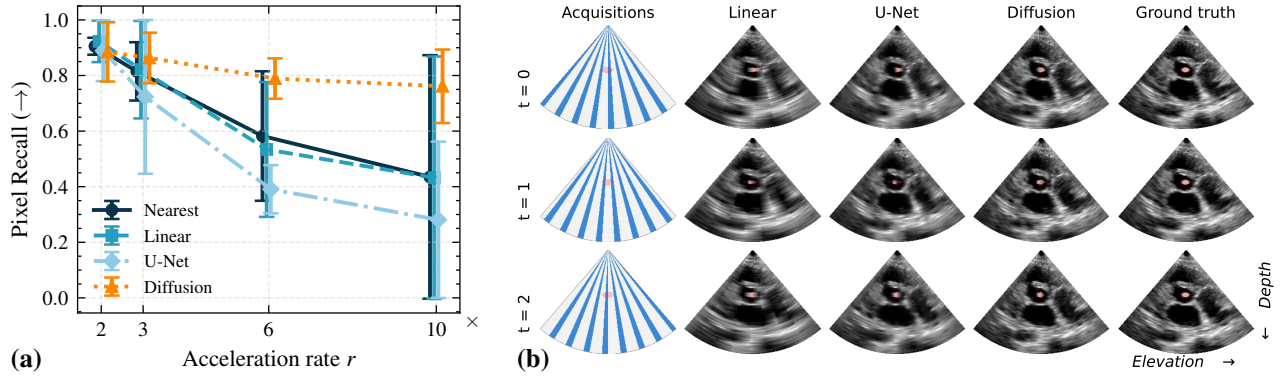 1.0
0.8
0.6
0.4
0.2
0.0
Pixel Recall (→)
Nearest
Linear
U-Net
Diffusion
2 3 6 10 ×
Acceleration rate r
(a)
Acquisitions Linear U-Net Diffusion Ground truth
t = 0
t = 1
t = 2
Depth →
Elevation →
(b)